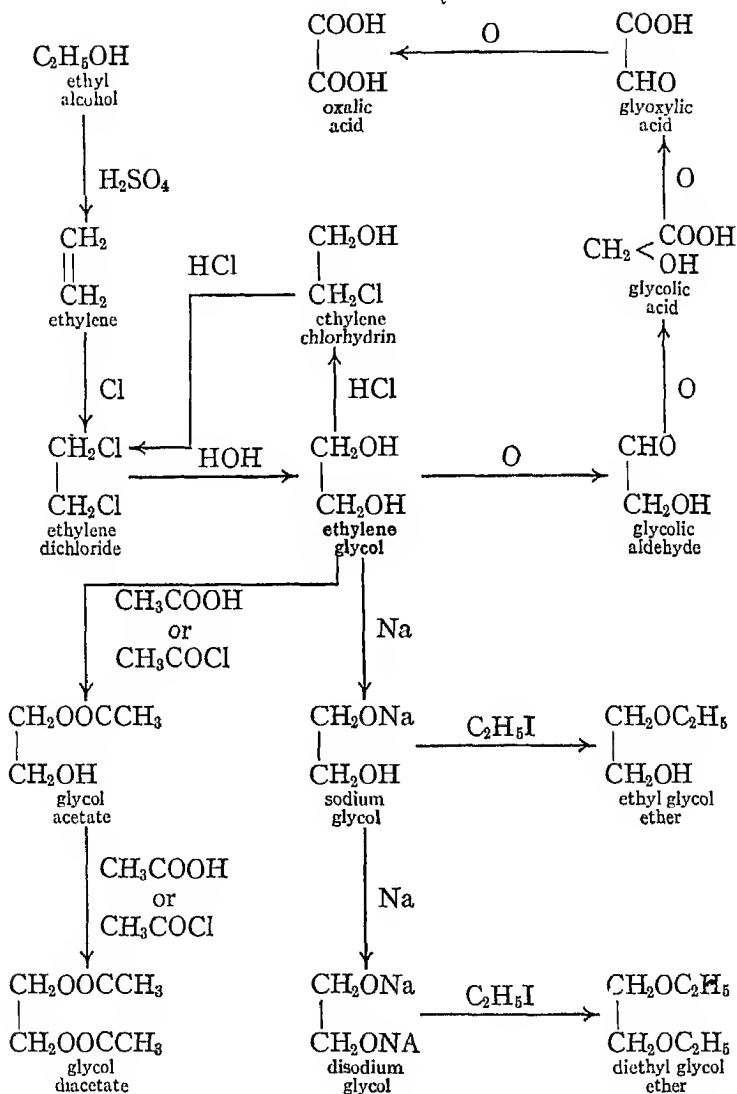 C₂H₅OH
ethyl
alcohol
COOH
COOH
oxalic
acid
O
COOH
CHO
glyoxylic
acid
H₂SO₄
O
CH₂
CH₂
ethylene
HCl
CH₂OH
CH₂Cl
ethylene
chlorhydrin
CH₂< COOH
OH
glycolic
acid
Cl
HCl
O
CH₂Cl
CH₂Cl
ethylene
dichloride
HOH
CH₂OH
CH₂OH
ethylene
glycol
O
CHO
CH₂OH
glycolic
aldehyde
CH₃COOH
or
CH₃COCl
Na
CH₂OOCCH₃
CH₂OH
glycol
acetate
CH₂ONa
CH₂OH
sodium
glycol
C₂H₅I
CH₂OC₂H₅
CH₂OH
ethyl glycol
ether
CH₃COOH
or
CH₃COCl
Na
CH₂OOCCH₃
CH₂OOCCH₃
glycol
diacetate
CH₂ONa
CH₂ONA
disodium
glycol
C₂H₅I
CH₂OC₂H₅
CH₂OC₂H₅
diethyl glycol
ether